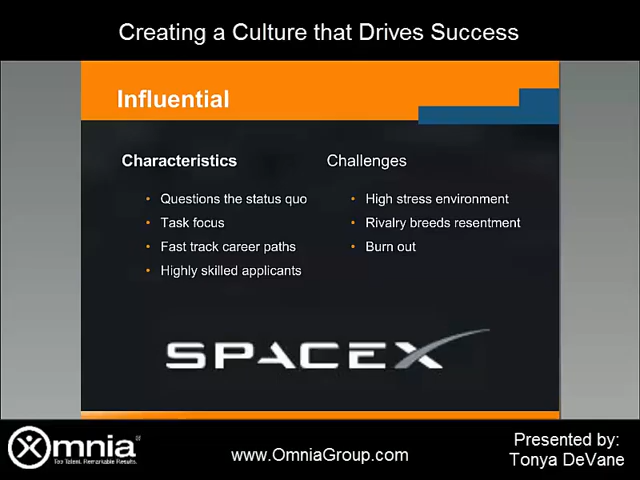 Creating a Culture that Drives Success
Influential
Characteristics
• Questions the status quo
• Task focus
• Fast track career paths
• Highly skilled applicants
Challenges
• High stress environment
• Rivalry breeds resentment
• Burn out
SPACEX
Omnia
Top Talent. Remarkable Results.
www.OmniaGroup.com
Presented by:
Tonya DeVane